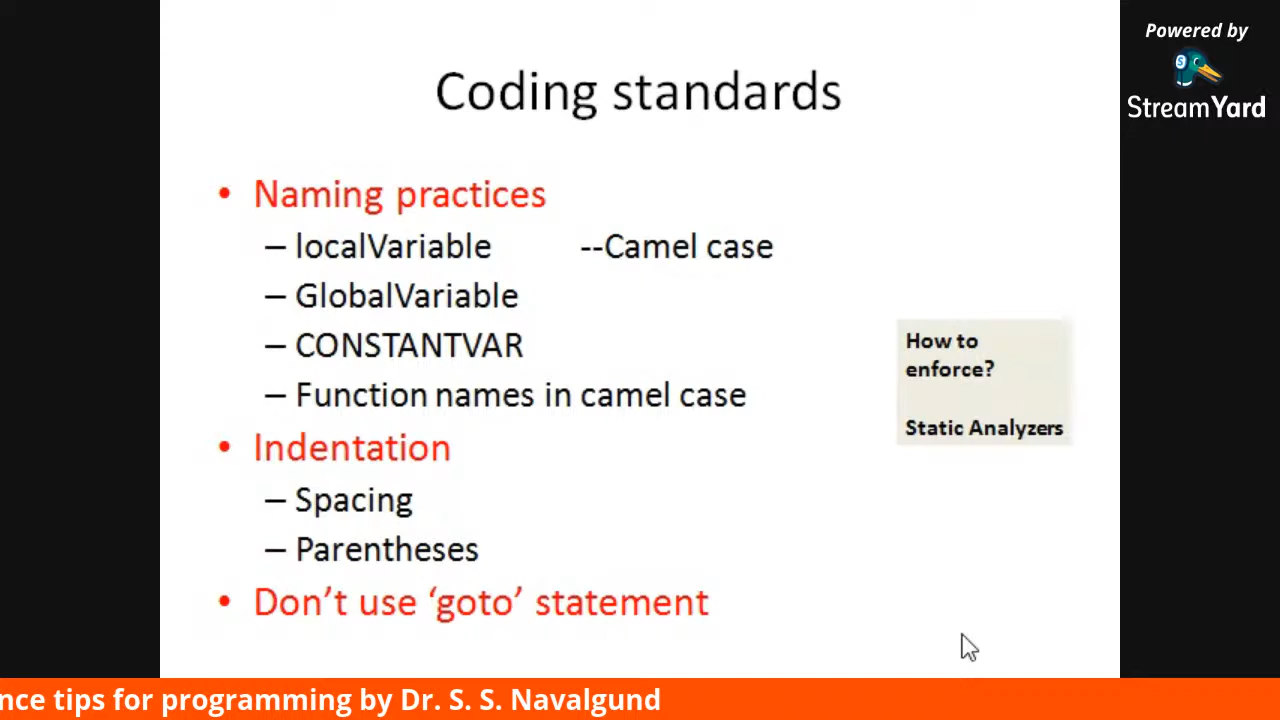 Powered by
StreamYard
Coding standards
• Naming practices
– localVariable --Camel case
– GlobalVariable
– CONSTANTVAR
– Function names in camel case
• Indentation
– Spacing
– Parentheses
• Don't use ‘goto’ statement
How to
enforce?
Static Analyzers
nce tips for programming by Dr. S. S. Navalgund